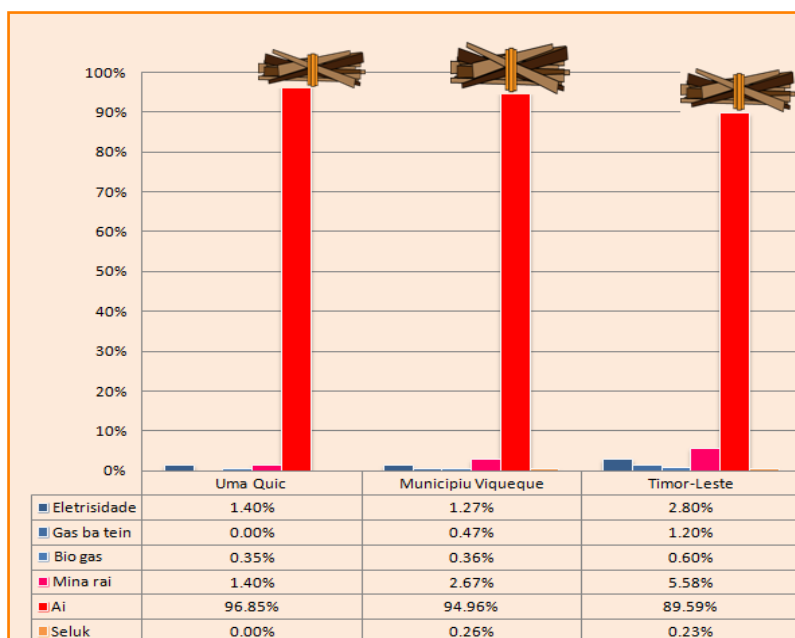 100%
90%
80%
70%
60%
50%
40%
30%
20%
10%
0%
Uma Quic Municipiu Viqueque Timor-Leste
Eletrisidade 1.40% 1.27% 2.80%
Gas ba tein 0.00% 0.47% 1.20%
Bio gas 0.35% 0.36% 0.60%
Mina rai 1.40% 2.67% 5.58%
Ai 96.85% 94.96% 89.59%
Seluk 0.00% 0.26% 0.23%